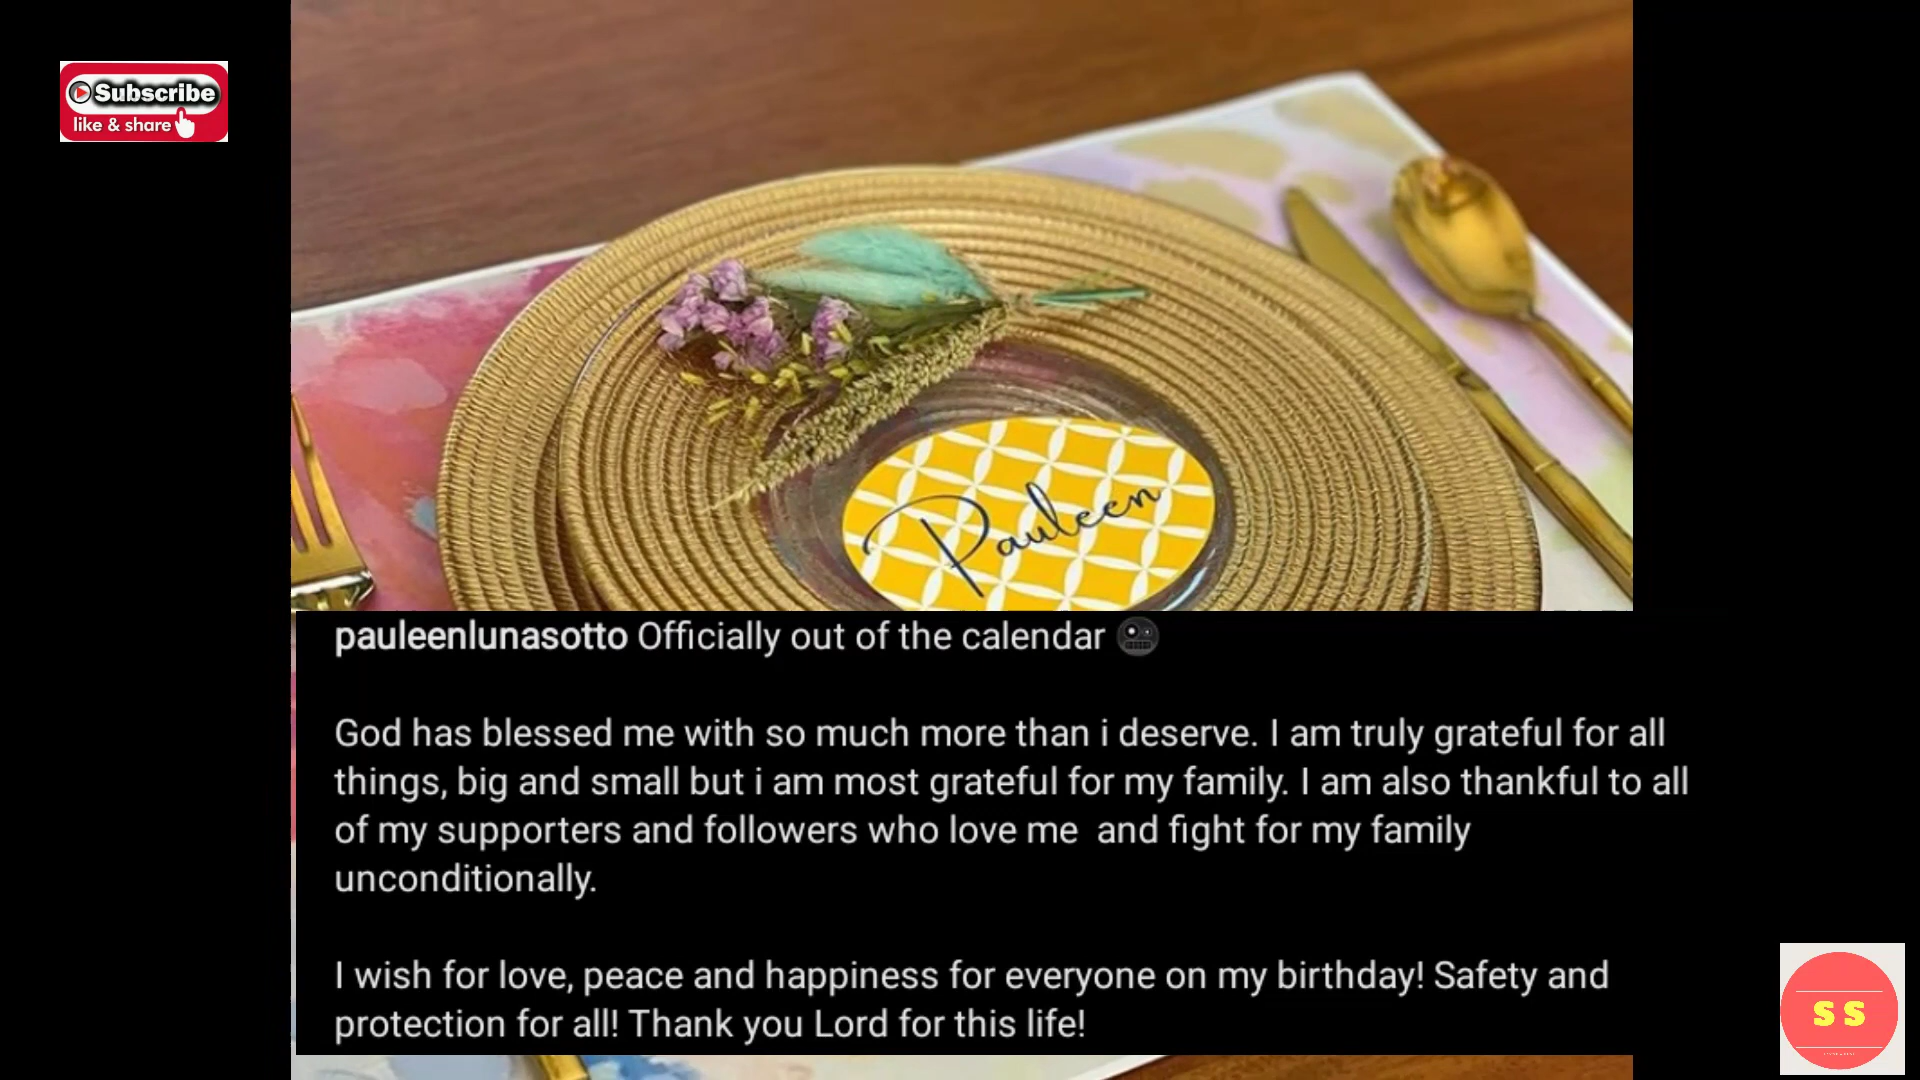 Subscribe
like & share
Pauleen
pauleenlunasotto Officially out of the calendar
God has blessed me with so much more than i deserve. I am truly grateful for all
things, big and small but i am most grateful for my family. I am also thankful to all
of my supporters and followers who love me  and fight for my family
unconditionally.
I wish for love, peace and happiness for everyone on my birthday! Safety and
protection for all! Thank you Lord for this life!
SS